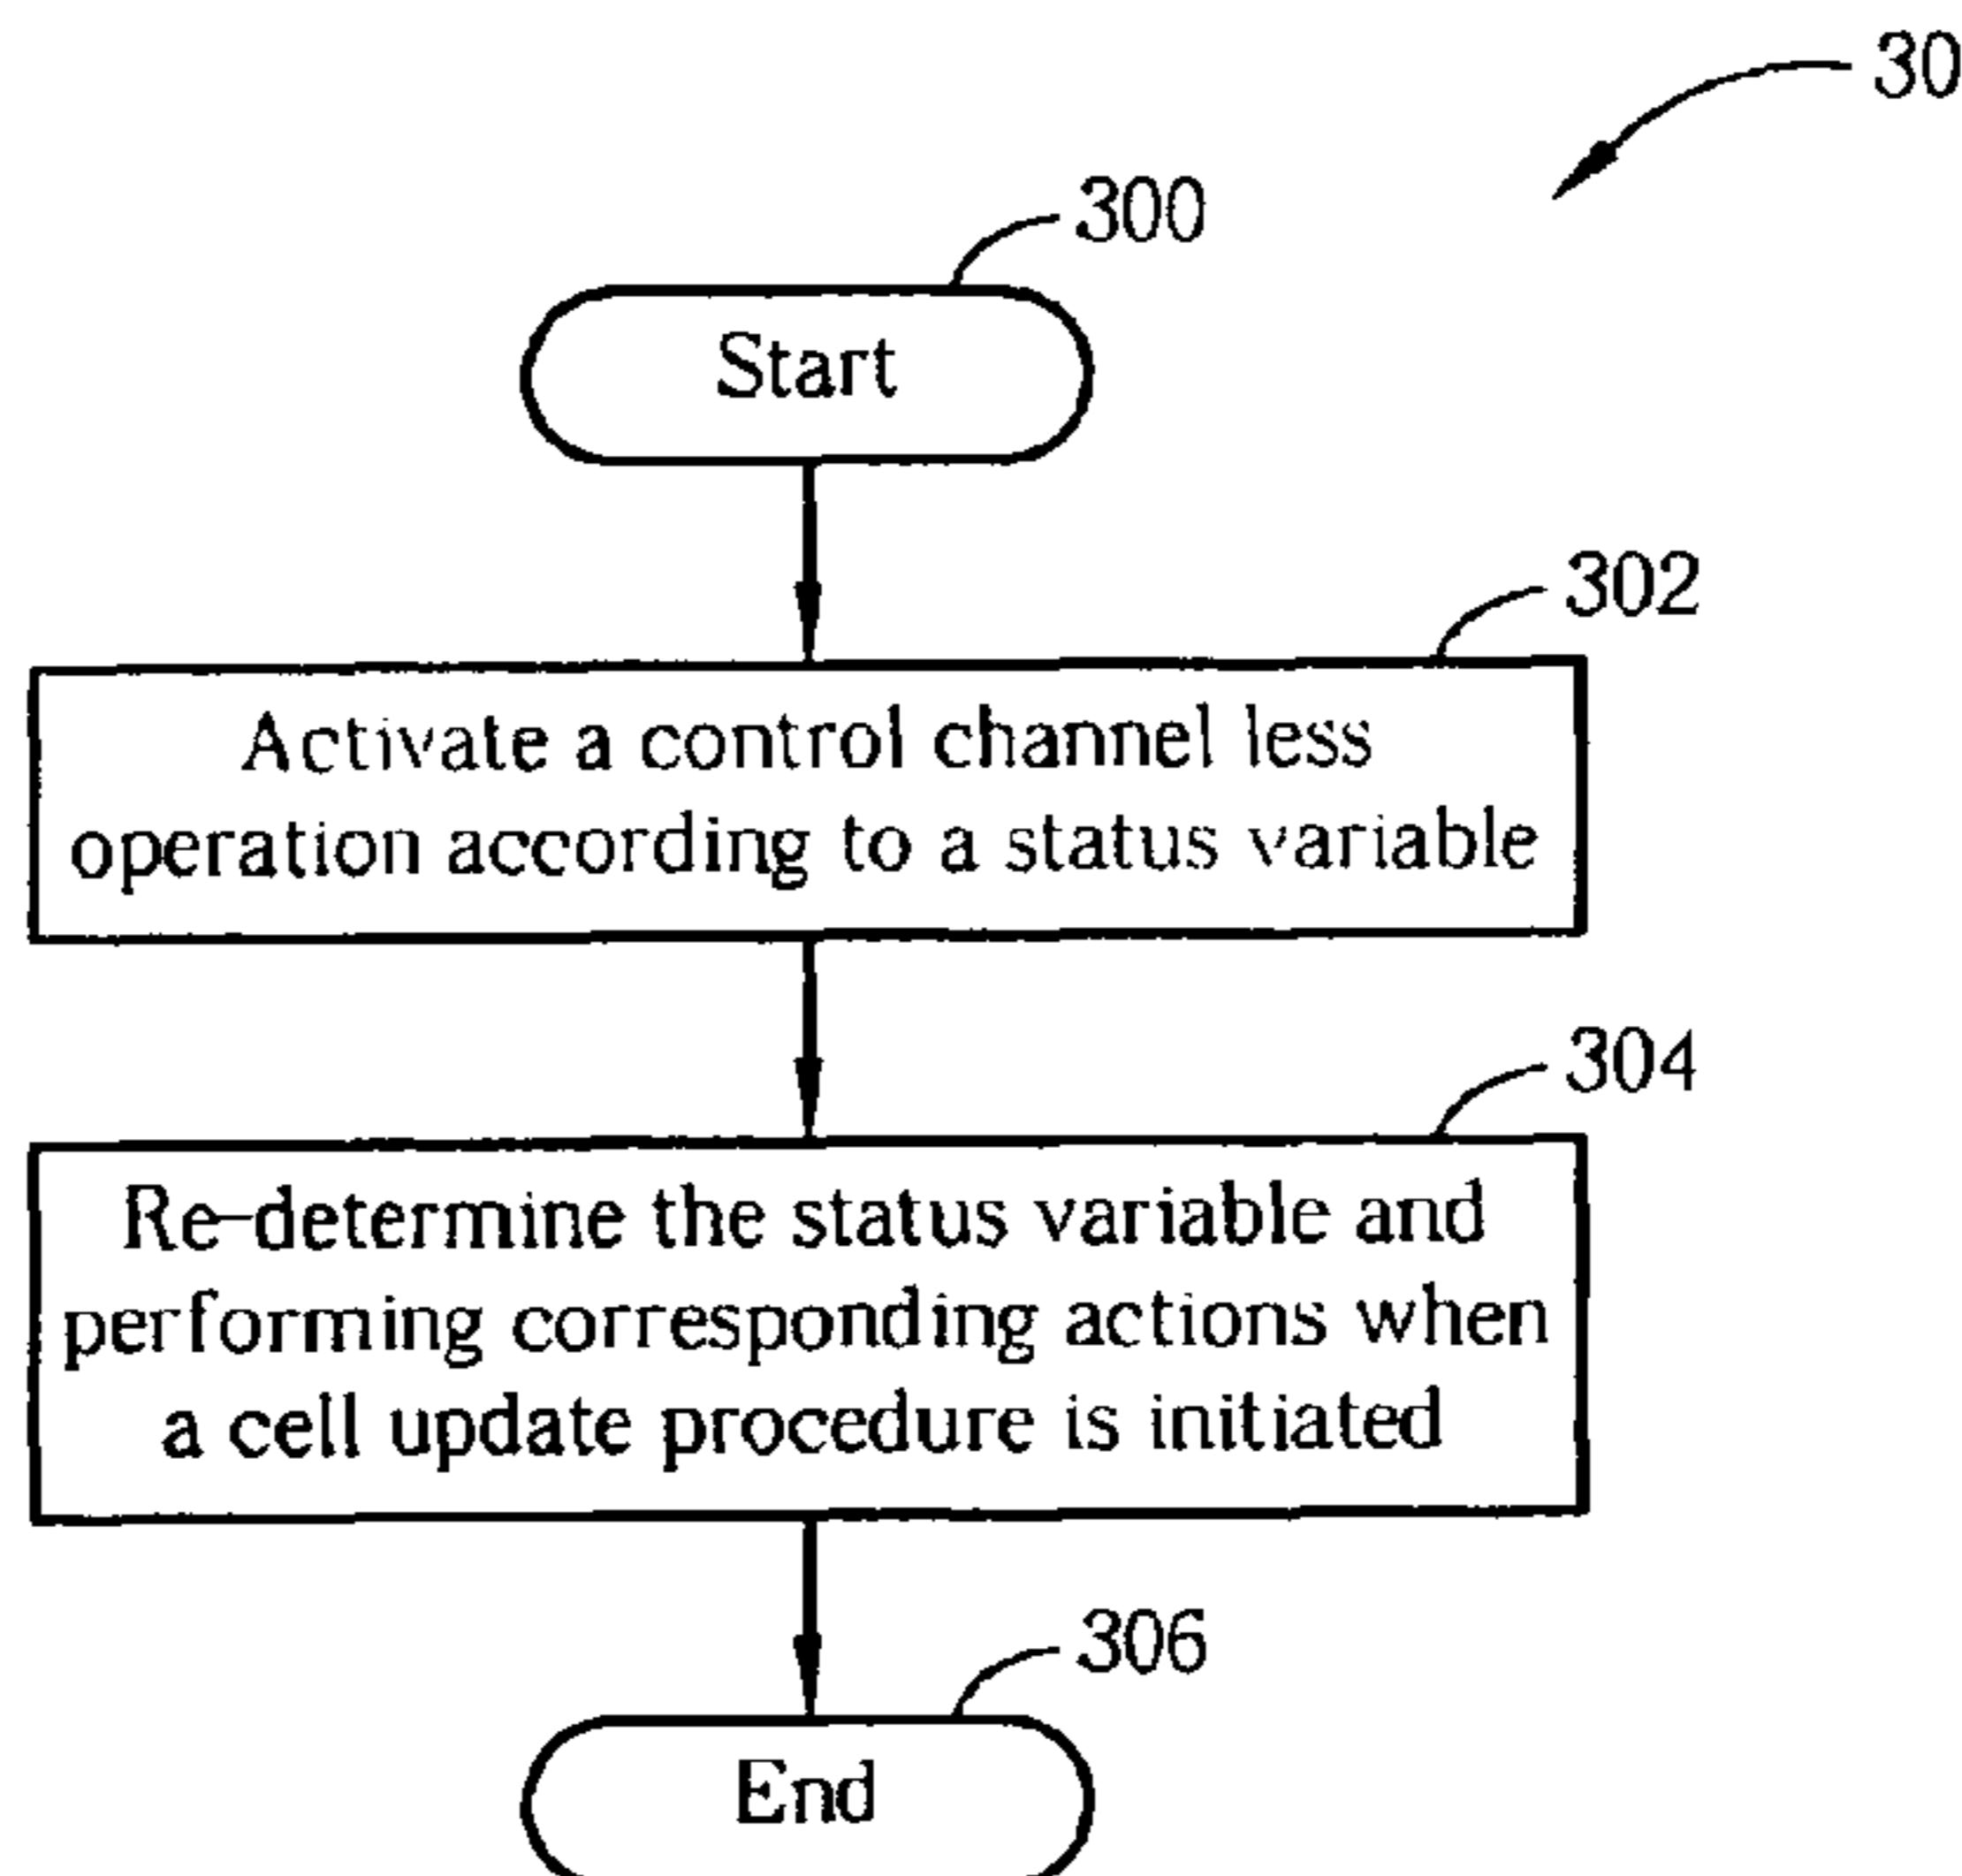 30
300
Start
302
Activate a control channel less
operation according to a status variable
304
Re-determine the status variable and
performing corresponding actions when
a cell update procedure is initiated
306
End